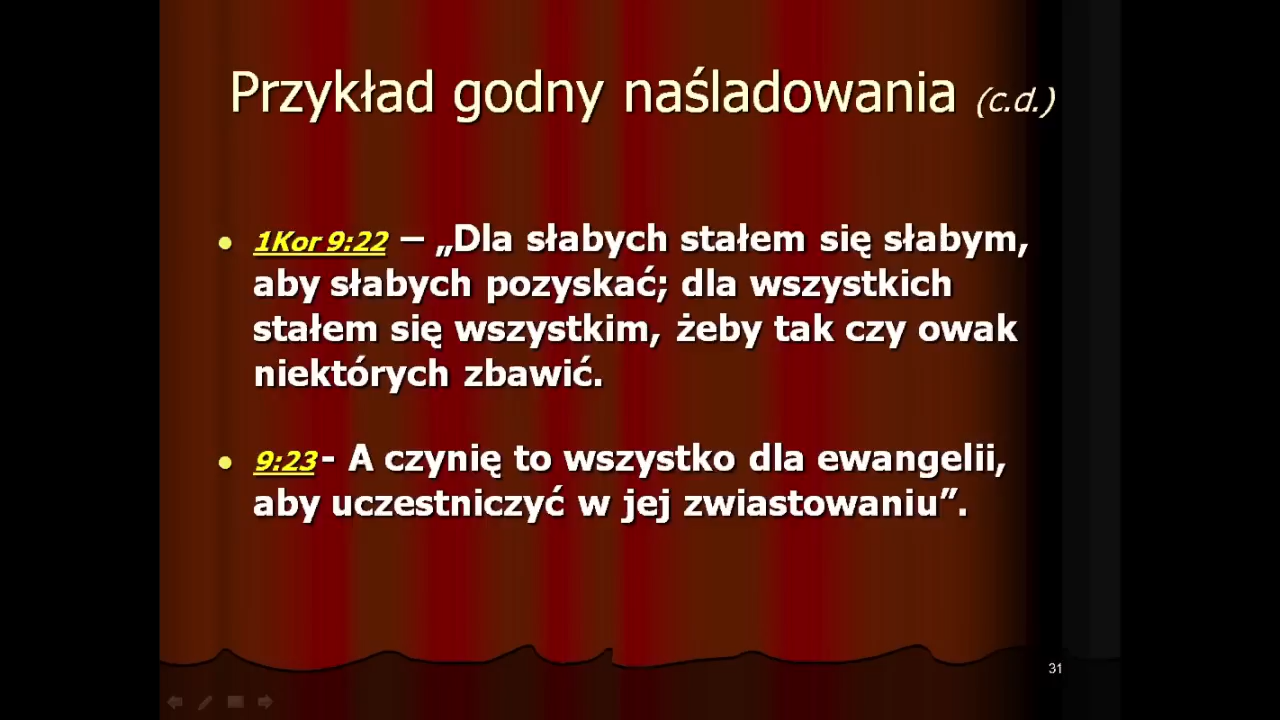 Przykład godny naśladowania (c.d.)
• 1Kor 9:22 – „Dla słabych stałem się słabym,
aby słabych pozyskać; dla wszystkich
stałem się wszystkim, żeby tak czy owak
niektórych zbawić.
• 9:23 - A czynię to wszystko dla ewangelii,
aby uczestniczyć w jej zwiastowaniu”.
31